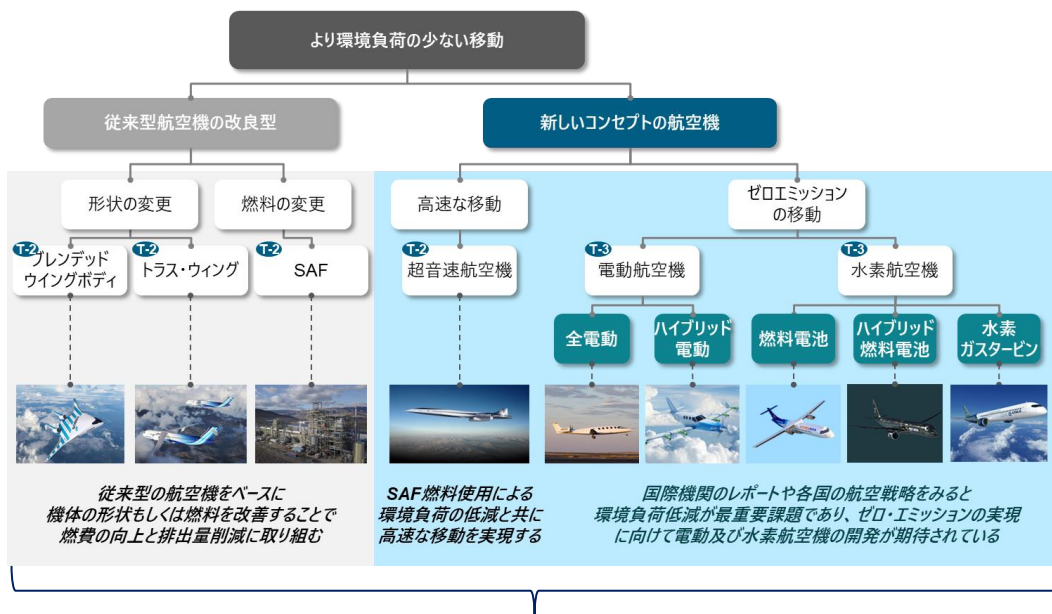 より環境負荷の少ない移動
従来型航空機の改良型
新しいコンセプトの航空機
形状の変更
燃料の変更
高速な移動
ゼロエミッション
の移動
T-2
ブレンデッド
ウイングボディ
T-2
トラス・ウィング
T-2
SAF
T-2
超音速航空機
T-3
電動航空機
T-3
水素航空機
全電動
ハイブリッド
電動
燃料電池
ハイブリッド
燃料電池
水素
ガスタービン
従来型の航空機をベースに
機体の形状もしくは燃料を改善することで
燃費の向上と排出量削減に取り組む
SAF燃料使用による
環境負荷の低減と共に
高速な移動を実現する
国際機関のレポートや各国の航空戦略をみると
環境負荷低減が最重要課題であり、ゼロ・エミッションの実現
に向けて電動及び水素航空機の開発が期待されている